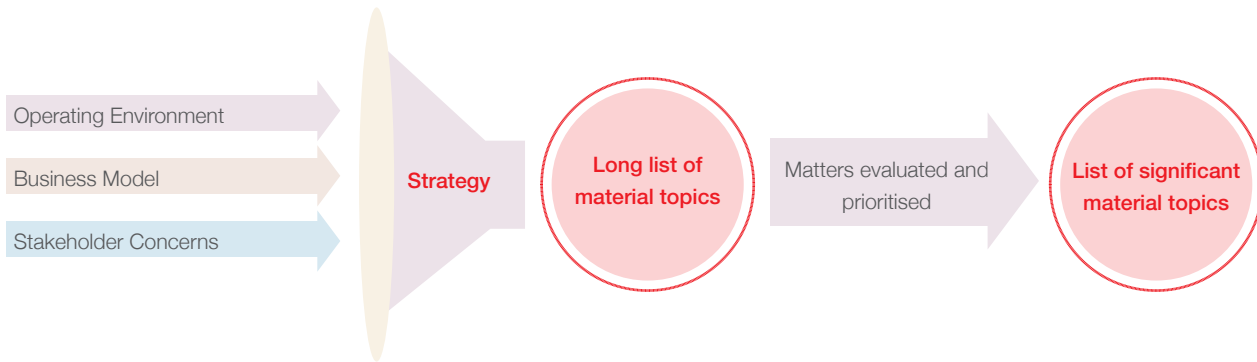 Operating Environment
Business Model
Stakeholder Concerns
Strategy
Long list of
material topics
Matters evaluated and
prioritised
List of significant
material topics